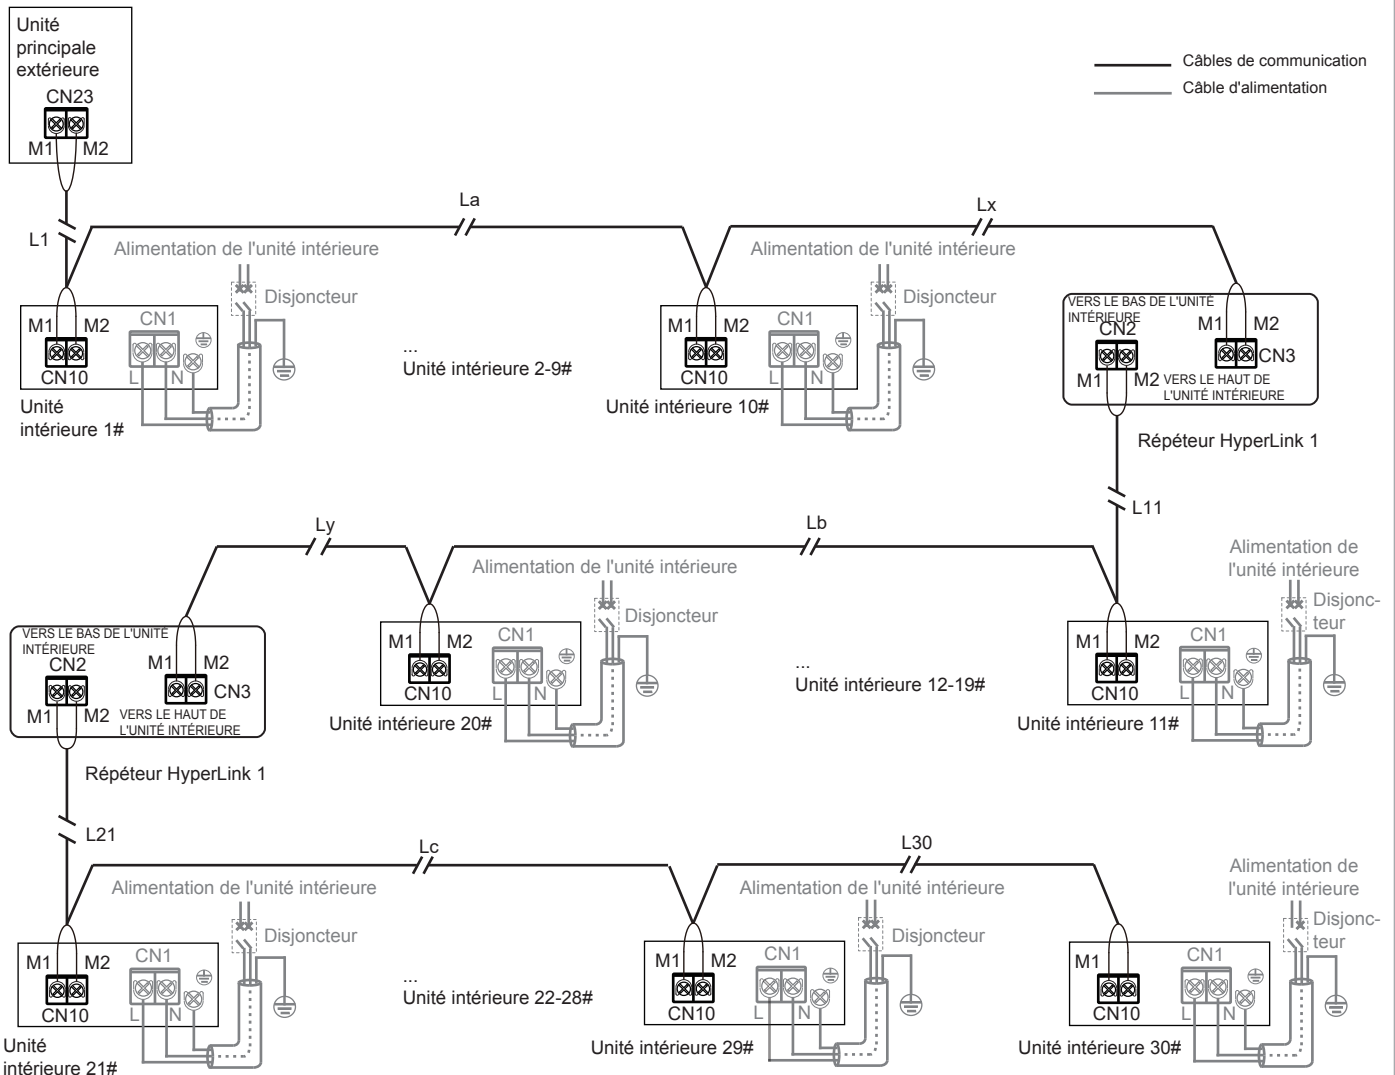 Unité
principale
extérieure
CN23
M1 M2
Câbles de communication
Câble d'alimentation
L1
La
Lx
Alimentation de l'unité intérieure
Disjoncteur
M1 M2
CN1
CN10
L N
Unité
intérieure 1#
...
Unité intérieure 2-9#
Alimentation de l'unité intérieure
Disjoncteur
M1 M2
CN1
CN10
L N
Unité intérieure 10#
VERS LE BAS DE L'UNITÉ
INTÉRIEURE
CN2
M1 M2
CN3
M1 M2
VERS LE HAUT DE
L'UNITÉ INTÉRIEURE
Répéteur HyperLink 1
L11
Ly
Lb
VERS LE BAS DE L'UNITÉ
INTÉRIEURE
CN2
M1 M2
CN3
M1 M2
VERS LE HAUT DE
L'UNITÉ INTÉRIEURE
Répéteur HyperLink 1
Alimentation de l'unité intérieure
Disjoncteur
M1 M2
CN1
CN10
L N
Unité intérieure 20#
...
Unité intérieure 12-19#
Alimentation de
l'unité intérieure
Disjonc-
teur
M1 M2
CN1
CN10
L N
Unité intérieure 11#
L21
Lc
L30
Alimentation de l'unité intérieure
Disjoncteur
M1 M2
CN1
CN10
L N
Unité
intérieure 21#
...
Unité intérieure 22-28#
Alimentation de l'unité intérieure
Disjoncteur
M1 M2
CN1
CN10
L N
Unité intérieure 29#
Alimentation de
l'unité intérieure
Disjonc-
teur
M1 M2
CN1
CN10
L N
Unité intérieure 30#